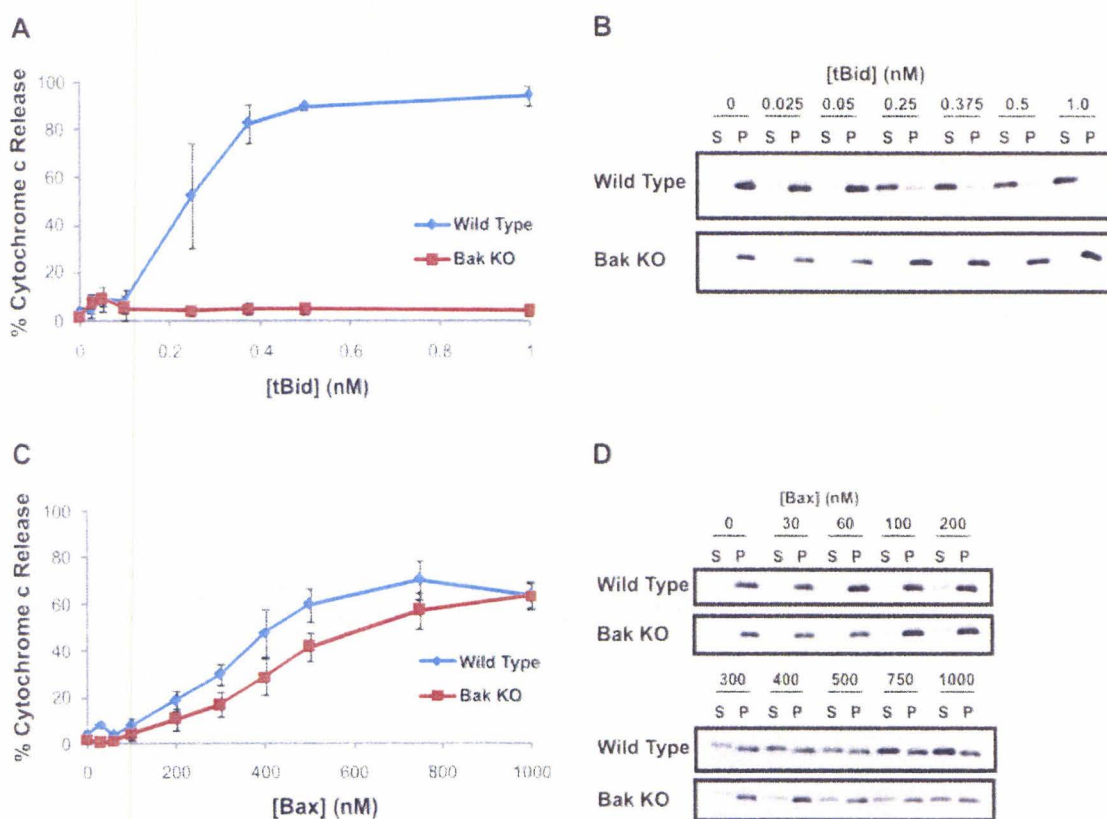 A
% Cytochrome c Release
100
80
60
40
20
0
0 0.2 0.4 0.6 0.8 1
[tBid] (nM)
Wild Type
Bak KO
B
[tBid] (nM)
0 0.025 0.05 0.25 0.375 0.5 1.0
S P S P S P S P S P S P S P
Wild Type
Bak KO
C
% Cytochrome c Release
100
80
60
40
20
0
0 200 400 600 800 1000
[Bax] (nM)
Wild Type
Bak KO
D
[Bax] (nM)
0 30 60 100 200
S P S P S P S P S P
Wild Type
Bak KO
300 400 500 750 1000
S P S P S P S P S P
Wild Type
Bak KO